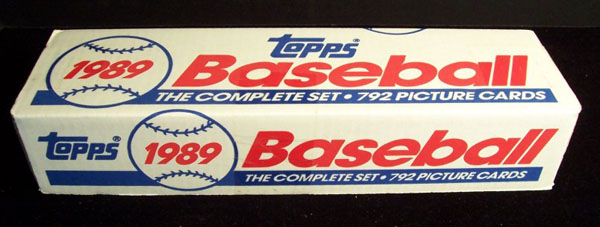 Topps®
1989 Baseball
THE COMPLETE SET • 792 PICTURE CARDS
Topps® 1989 Baseball
THE COMPLETE SET • 792 PICTURE CARDS